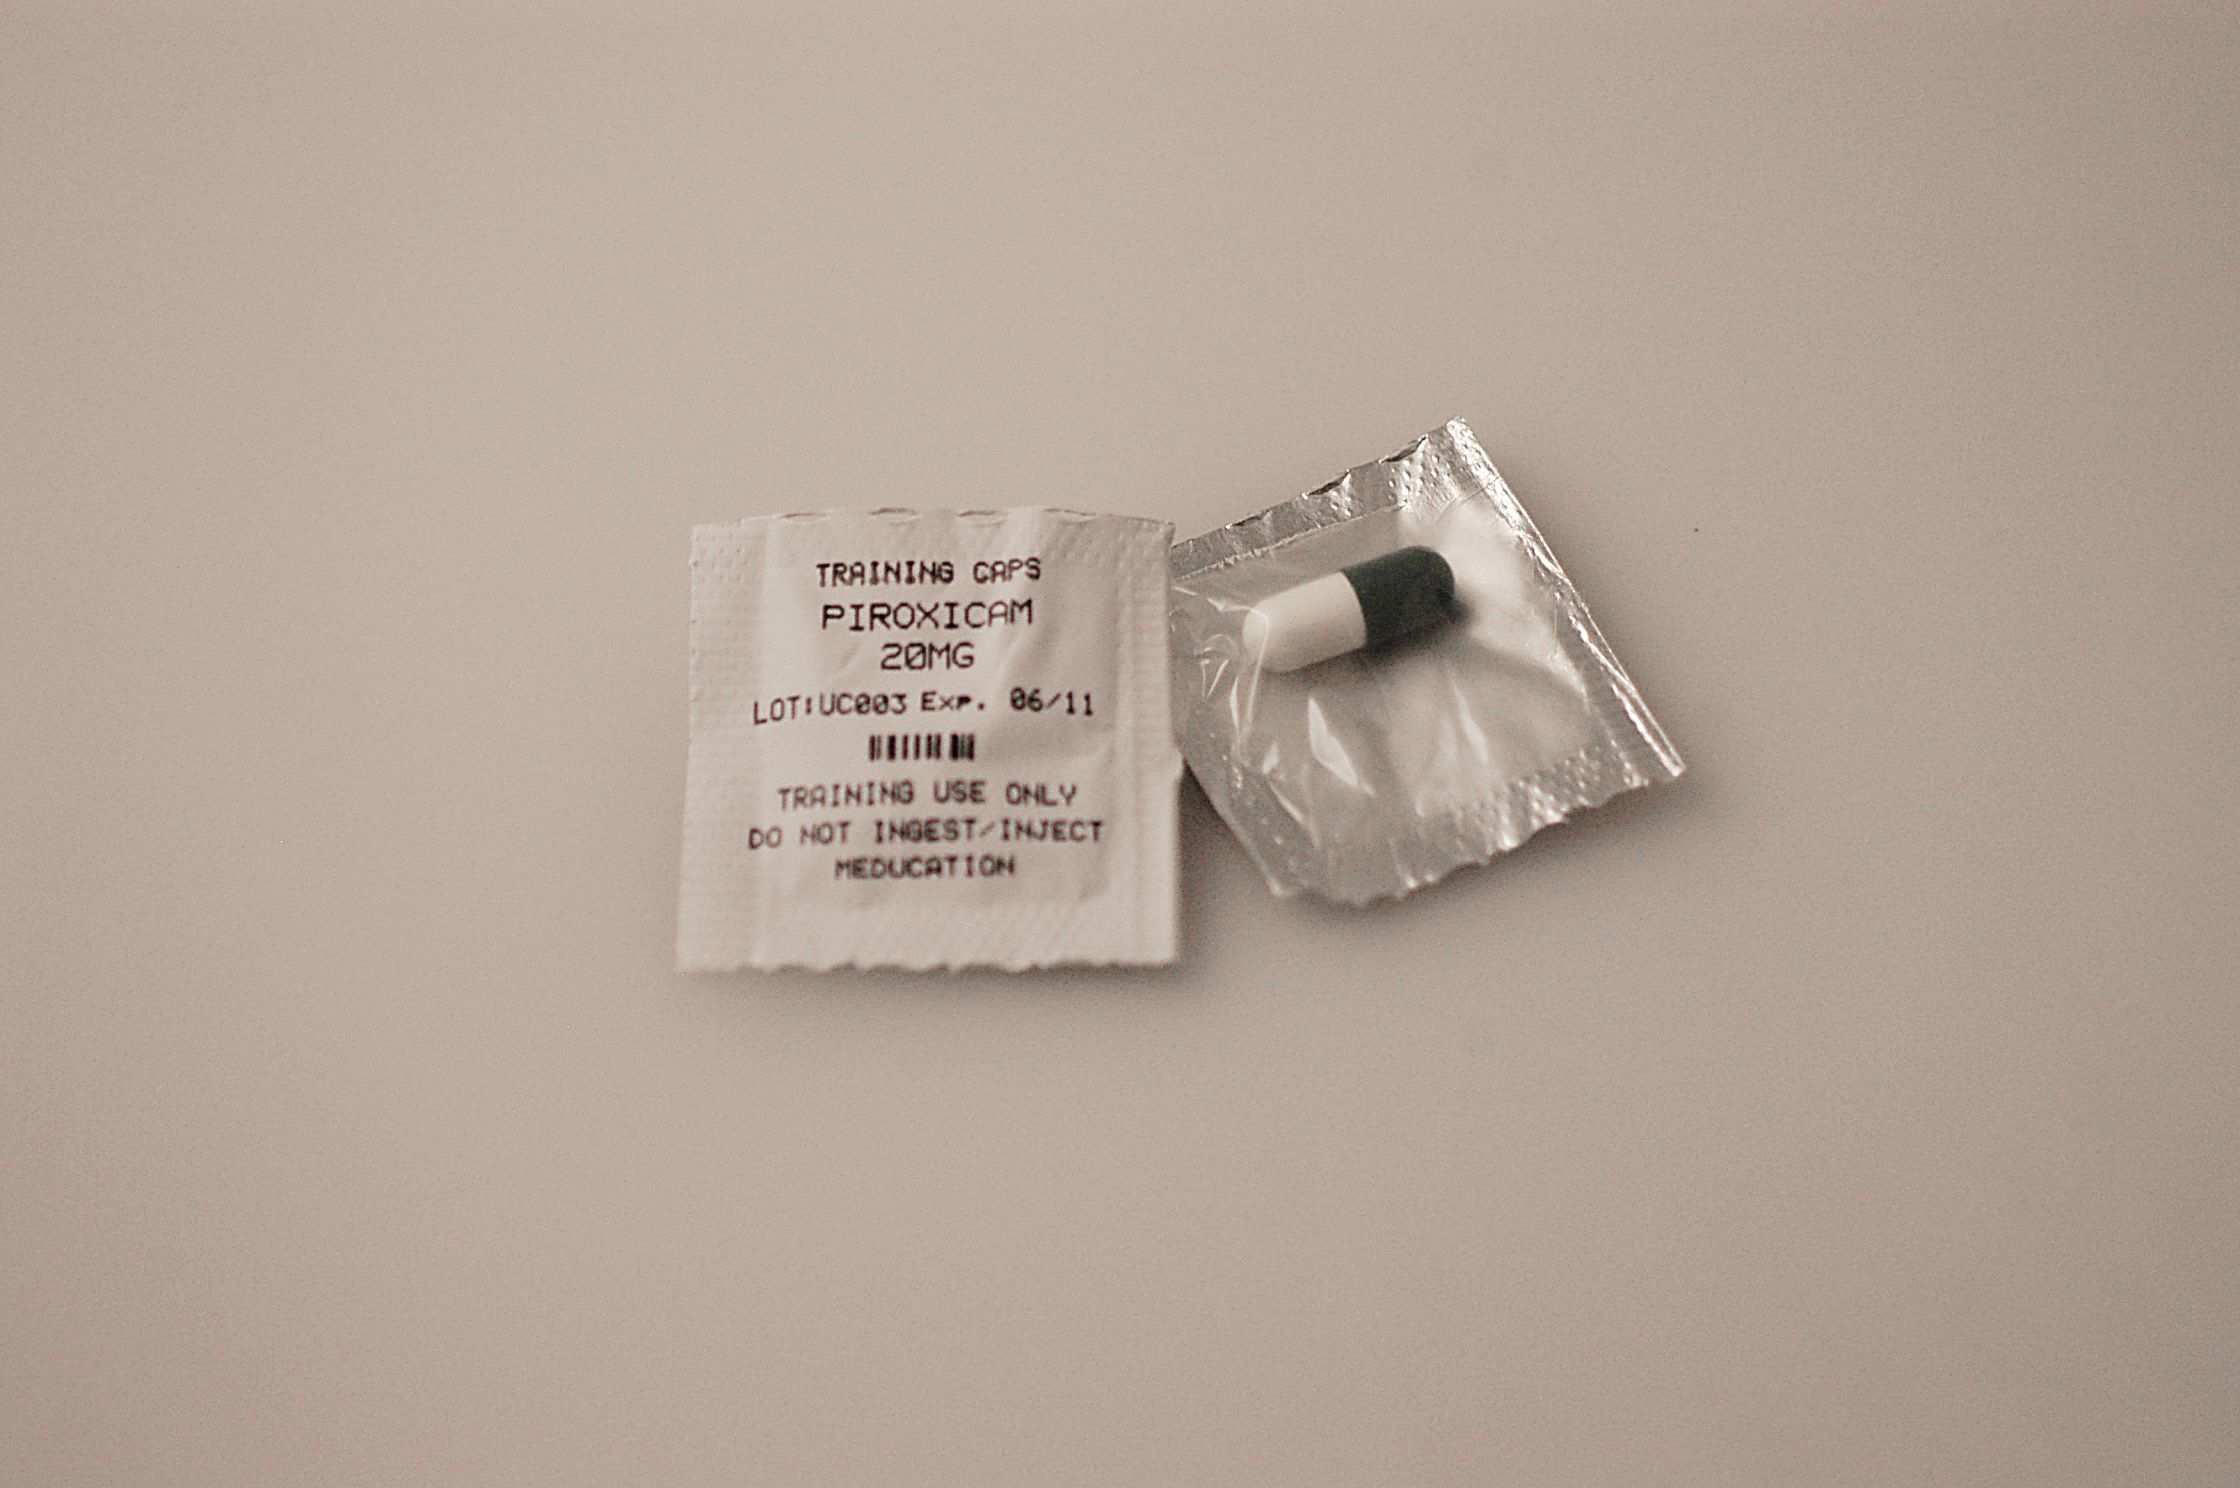 TRAINING CAPS
PIROXICAM
20MG
LOT:UC003 Exp. 06/11
TRAINING USE ONLY
DO NOT INGEST/INJECT
MEDUCATION